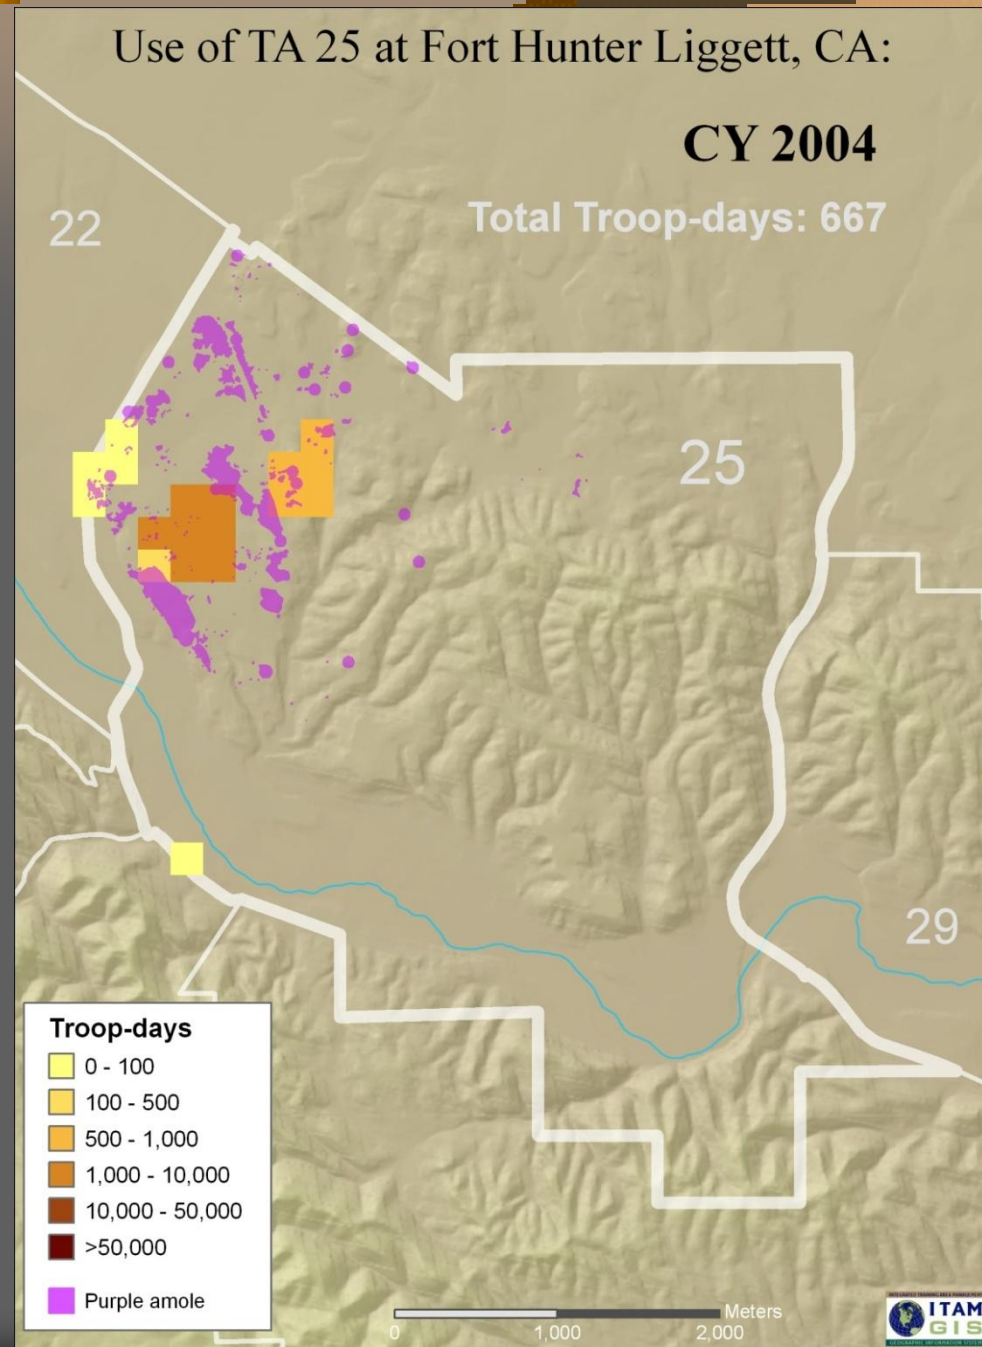 Use of TA 25 at Fort Hunter Liggett, CA:
CY 2004
Total Troop-days: 667
22
25
29
Troop-days
0 - 100
100 - 500
500 - 1,000
1,000 - 10,000
10,000 - 50,000
>50,000
Purple amole
Meters
0 1,000 2,000
ITAM
GIS